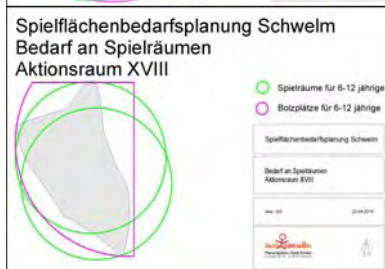 Spielflächenbedarfsplanung Schwelm
Bedarf an Spielräumen
Aktionsraum XVIII
Spielräume für 6-12 jährige
Bolzplätze für 6-12 jährige
Spielflächenbedarfsplanung Schwelm
Bedarf an Spielräumen
Aktionsraum XVIII